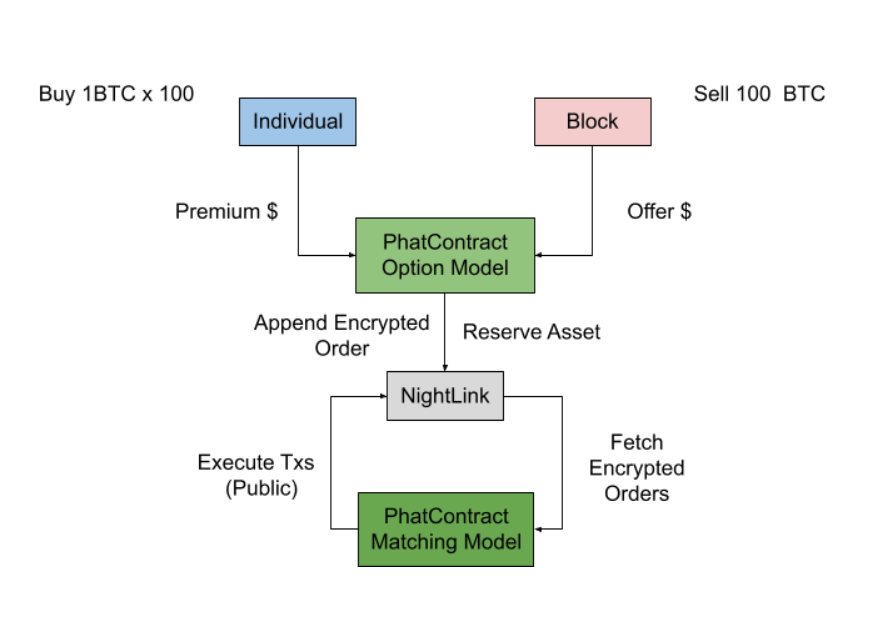 Buy 1BTC x 100
Sell 100 BTC
Individual
Block
Premium $
Offer $
PhatContract
Option Model
Append Encrypted
Order
Reserve Asset
NightLink
Execute Txs
(Public)
Fetch
Encrypted
Orders
PhatContract
Matching Model